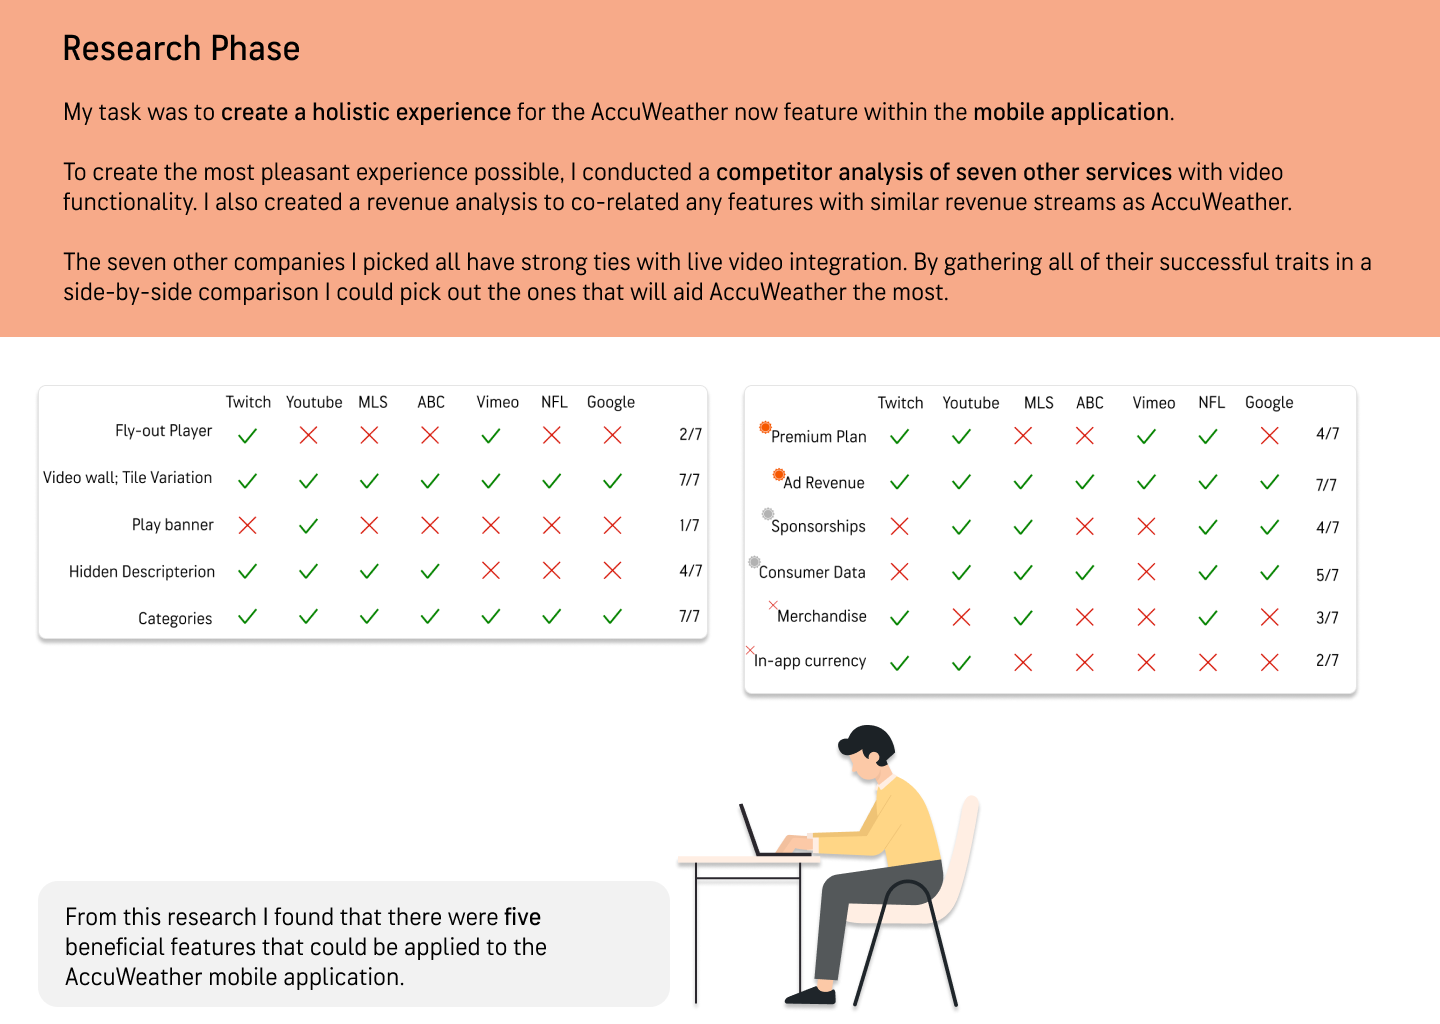 Research Phase
My task was to create a holistic experience for the AccuWeather now feature within the mobile application.
To create the most pleasant experience possible, I conducted a competitor analysis of seven other services with video
functionality. I also created a revenue analysis to co-related any features with similar revenue streams as AccuWeather.
The seven other companies I picked all have strong ties with live video integration. By gathering all of their successful traits in a
side-by-side comparison I could pick out the ones that will aid AccuWeather the most.
Twitch Youtube MLS ABC Vimeo NFL Google
Fly-out Player 2/7
Video wall; Tile Variation 7/7
Play banner 1/7
Hidden Descripterion 4/7
Categories 7/7
Twitch Youtube MLS ABC Vimeo NFL Google
Premium Plan 4/7
Ad Revenue 7/7
Sponsorships 4/7
Consumer Data 5/7
Merchandise 3/7
In-app currency 2/7
From this research I found that there were five
beneficial features that could be applied to the
AccuWeather mobile application.